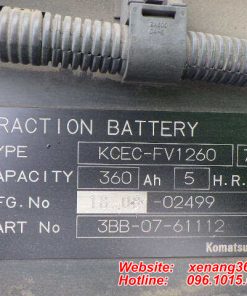 RACTION BATTERY
YPE KCEC-FV1260 7
APACITY 360 Ah 5 H.R.
FG.No -02499
ART No 3BB-07-61112
Komatsu
Website: xenang36
Hotline: 096.1015.